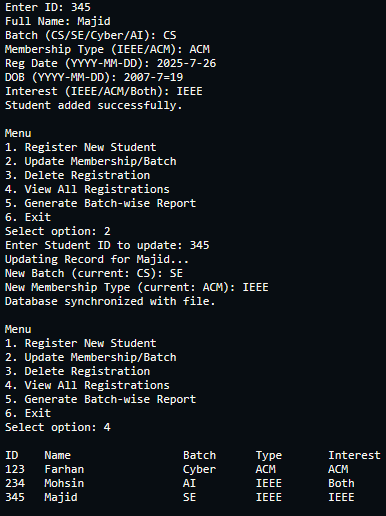 Enter ID: 345
Full Name: Majid
Batch (CS/SE/Cyber/AI): CS
Membership Type (IEEE/ACM): ACM
Reg Date (YYYY-MM-DD): 2025-7-26
DOB (YYYY-MM-DD): 2007-7=19
Interest (IEEE/ACM/Both): IEEE
Student added successfully.

Menu
1. Register New Student
2. Update Membership/Batch
3. Delete Registration
4. View All Registrations
5. Generate Batch-wise Report
6. Exit
Select option: 2
Enter Student ID to update: 345
Updating Record for Majid...
New Batch (current: CS): SE
New Membership Type (current: ACM): IEEE
Database synchronized with file.

Menu
1. Register New Student
2. Update Membership/Batch
3. Delete Registration
4. View All Registrations
5. Generate Batch-wise Report
6. Exit
Select option: 4

ID   Name                Batch     Type      Interest
123  Farhan              Cyber     ACM       ACM
234  Mohsin              AI        IEEE      Both
345  Majid               SE        IEEE      IEEE